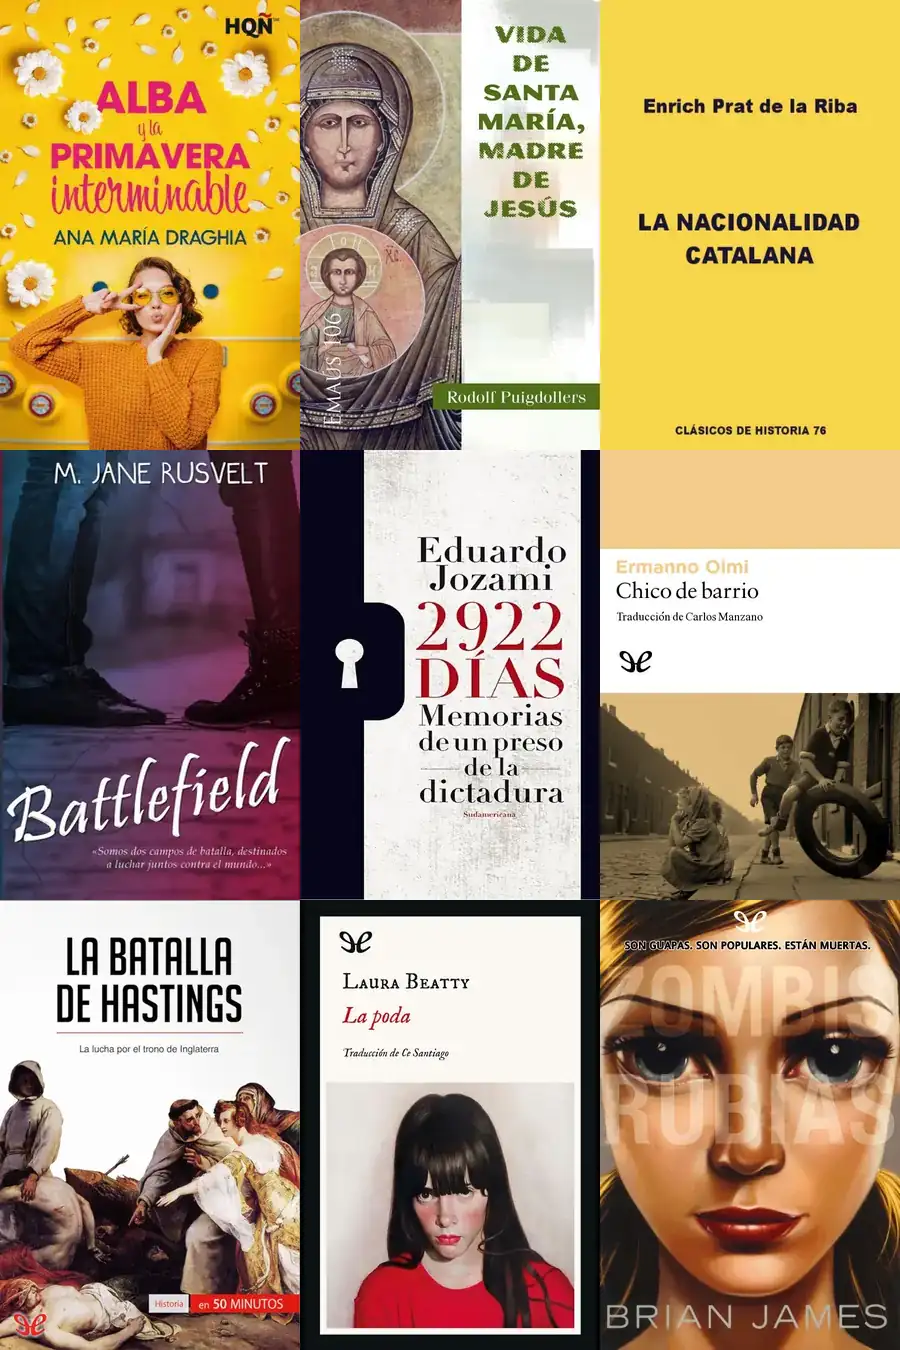 HQÑ
ALBA
y la
PRIMAVERA
interminable
ANA MARÍA DRAGHIA
VIDA
DE
SANTA
MARÍA,
MADRE
DE
JESÚS
EMAÚS 106
Rodolf Puigdollers
Enrich Prat de la Riba
LA NACIONALIDAD
CATALANA
CLÁSICOS DE HISTORIA 76
M. JANE RUSVELT
Battlefield
«Somos dos campos de batalla, destinados
a luchar juntos contra el mundo...»
Eduardo
Jozami
2922
DÍAS
Memorias
de un preso
de la
dictadura
Sudamericana
Ermanno Olmi
Chico de barrio
Traducción de Carlos Manzano
LA BATALLA
DE HASTINGS
La lucha por el trono de Inglaterra
Historia en 50 MINUTOS
LAURA BEATTY
La poda
Traducción de Ce Santiago
SON GUAPAS. SON POPULARES. ESTÁN MUERTAS.
ZOMBIS
RUBIAS
BRIAN JAMES